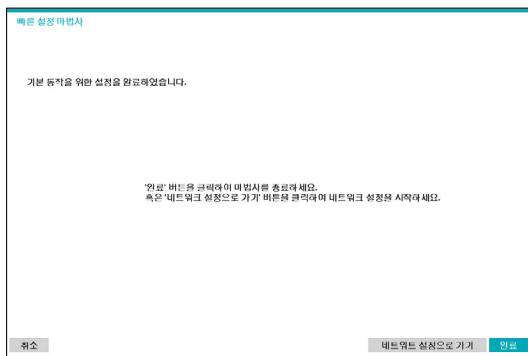 빠른 설정 마법사
기본 동작을 위한 설정을 완료하였습니다.
'완료' 버튼을 클릭하여 마법사를 종료하세요.
혹은 '네트워크 설정으로 가기' 버튼을 클릭하여 네트워크 설정을 시작하세요.
취소
네트워크 설정으로 가기
완료